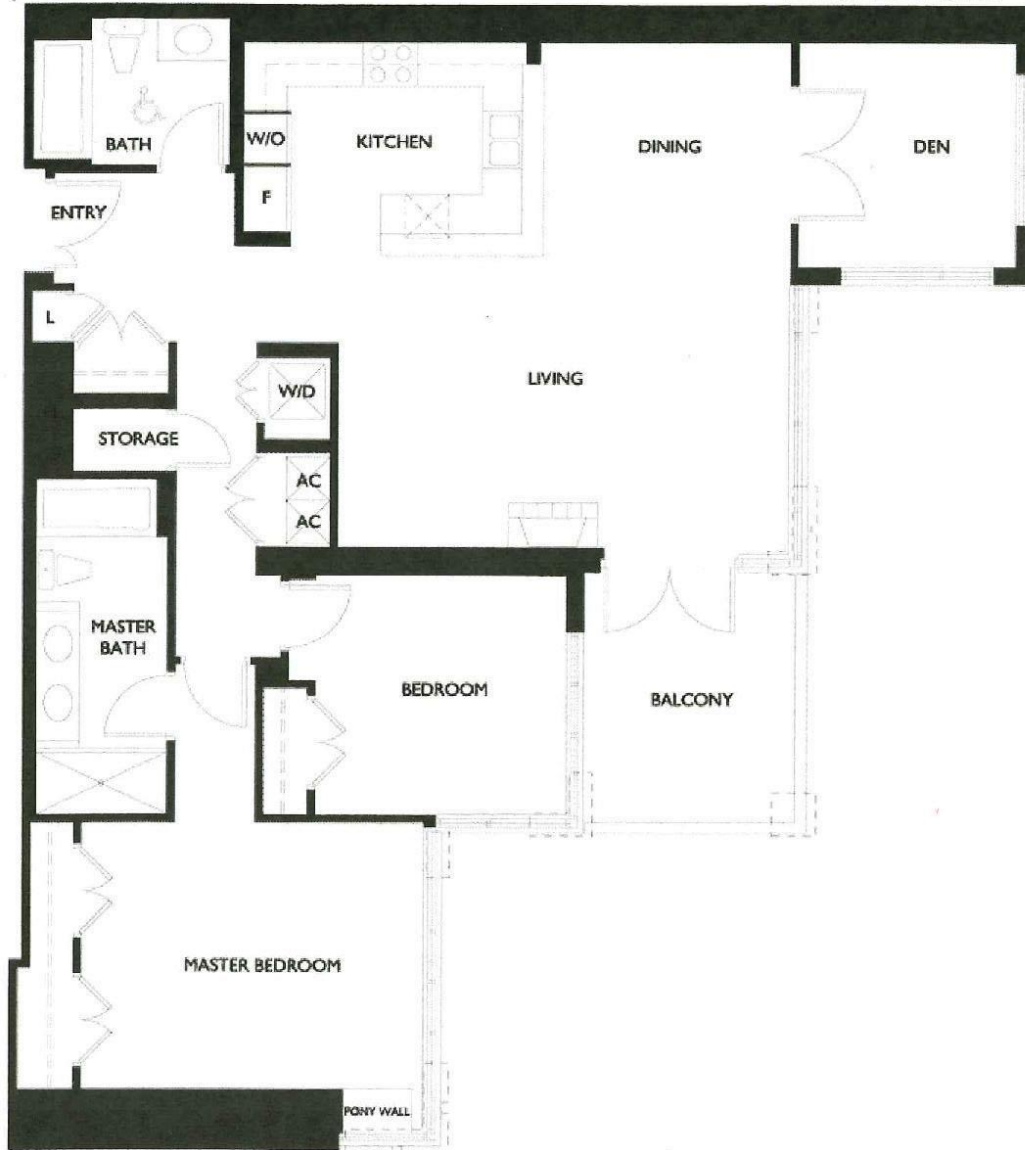 BATH
W/O
KITCHEN
DINING
DEN
F
ENTRY
L
LIVING
W/D
STORAGE
AC
AC
MASTER
BATH
BEDROOM
BALCONY
MASTER BEDROOM
PONY WALL